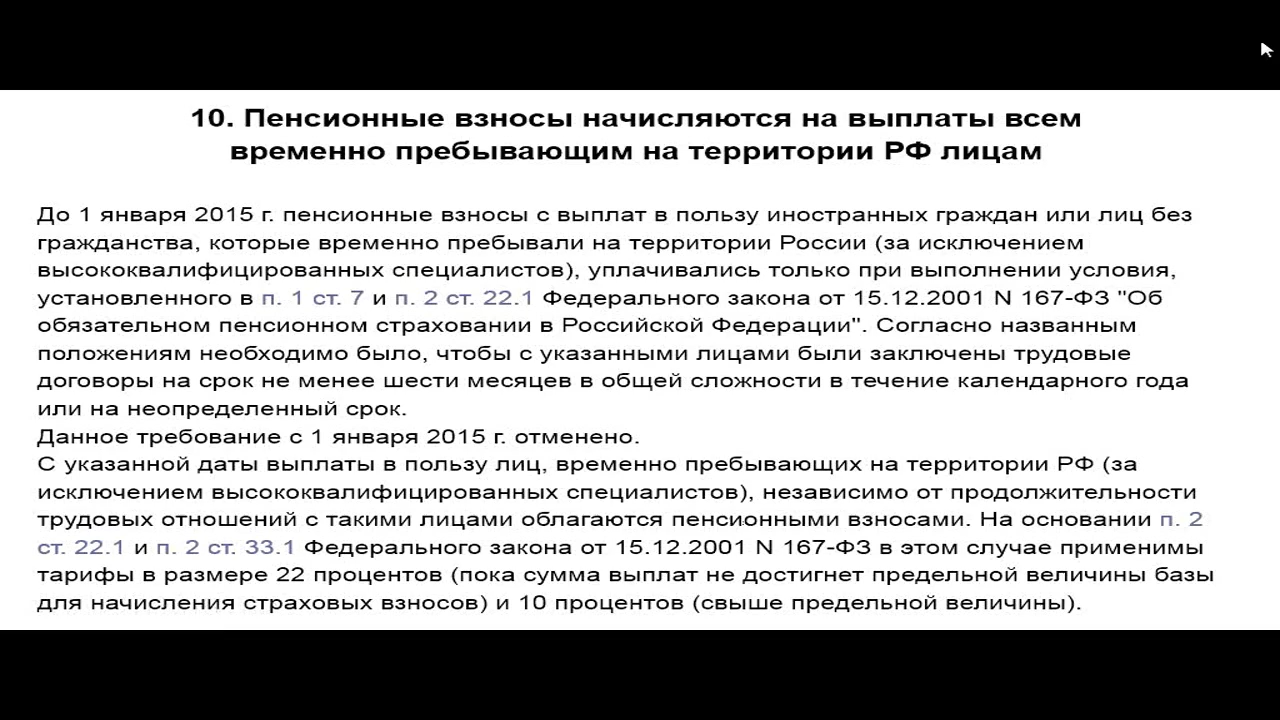 10. Пенсионные взносы начисляются на выплаты всем
временно пребывающим на территории РФ лицам
До 1 января 2015 г. пенсионные взносы с выплат в пользу иностранных граждан или лиц без
гражданства, которые временно пребывали на территории России (за исключением
высококвалифицированных специалистов), уплачивались только при выполнении условия,
установленного в п. 1 ст. 7 и п. 2 ст. 22.1 Федерального закона от 15.12.2001 N 167-ФЗ "Об
обязательном пенсионном страховании в Российской Федерации". Согласно названным
положениям необходимо было, чтобы с указанными лицами были заключены трудовые
договоры на срок не менее шести месяцев в общей сложности в течение календарного года
или на неопределенный срок.
Данное требование с 1 января 2015 г. отменено.
С указанной даты выплаты в пользу лиц, временно пребывающих на территории РФ (за
исключением высококвалифицированных специалистов), независимо от продолжительности
трудовых отношений с такими лицами облагаются пенсионными взносами. На основании п. 2
ст. 22.1 и п. 2 ст. 33.1 Федерального закона от 15.12.2001 N 167-ФЗ в этом случае применимы
тарифы в размере 22 процентов (пока сумма выплат не достигнет предельной величины базы
для начисления страховых взносов) и 10 процентов (свыше предельной величины).